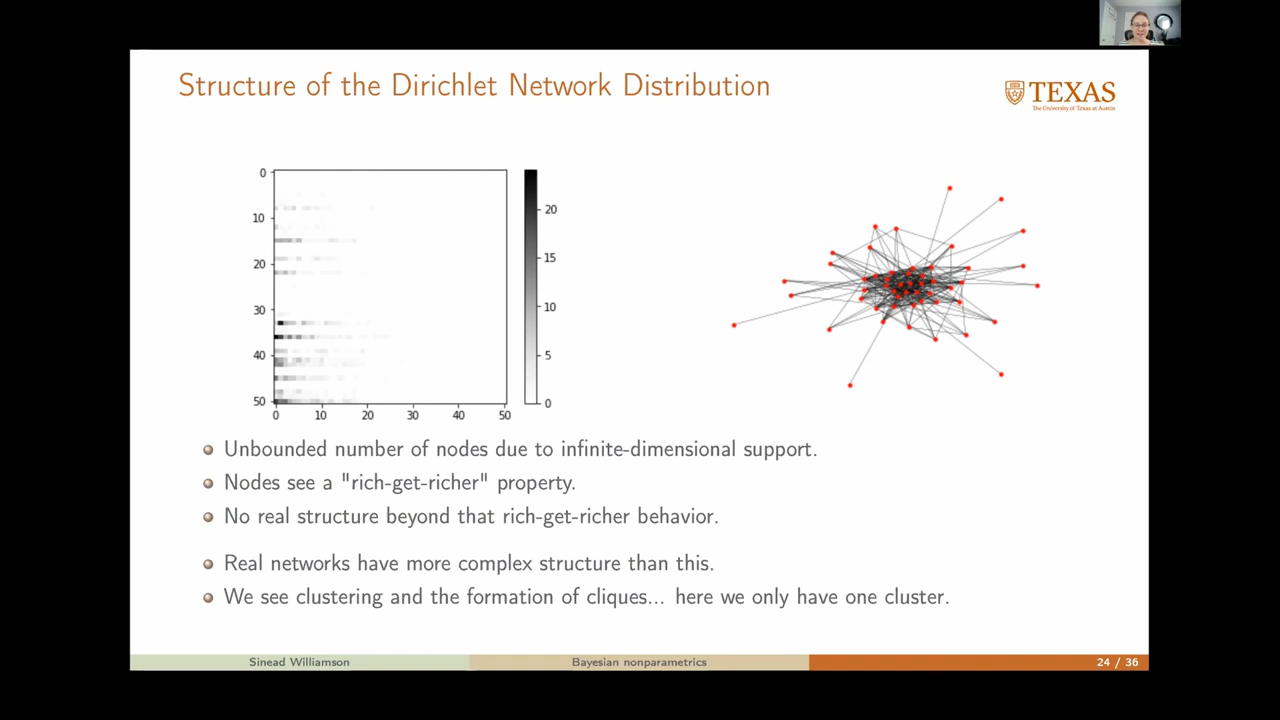 Structure of the Dirichlet Network Distribution
TEXAS
The University of Texas at Austin
0
10
20
30
40
50
0
10
20
30
40
50
20
15
10
5
0
Unbounded number of nodes due to infinite-dimensional support.
Nodes see a "rich-get-richer" property.
No real structure beyond that rich-get-richer behavior.
Real networks have more complex structure than this.
We see clustering and the formation of cliques... here we only have one cluster.
Sinead Williamson
Bayesian nonparametrics
24 / 36